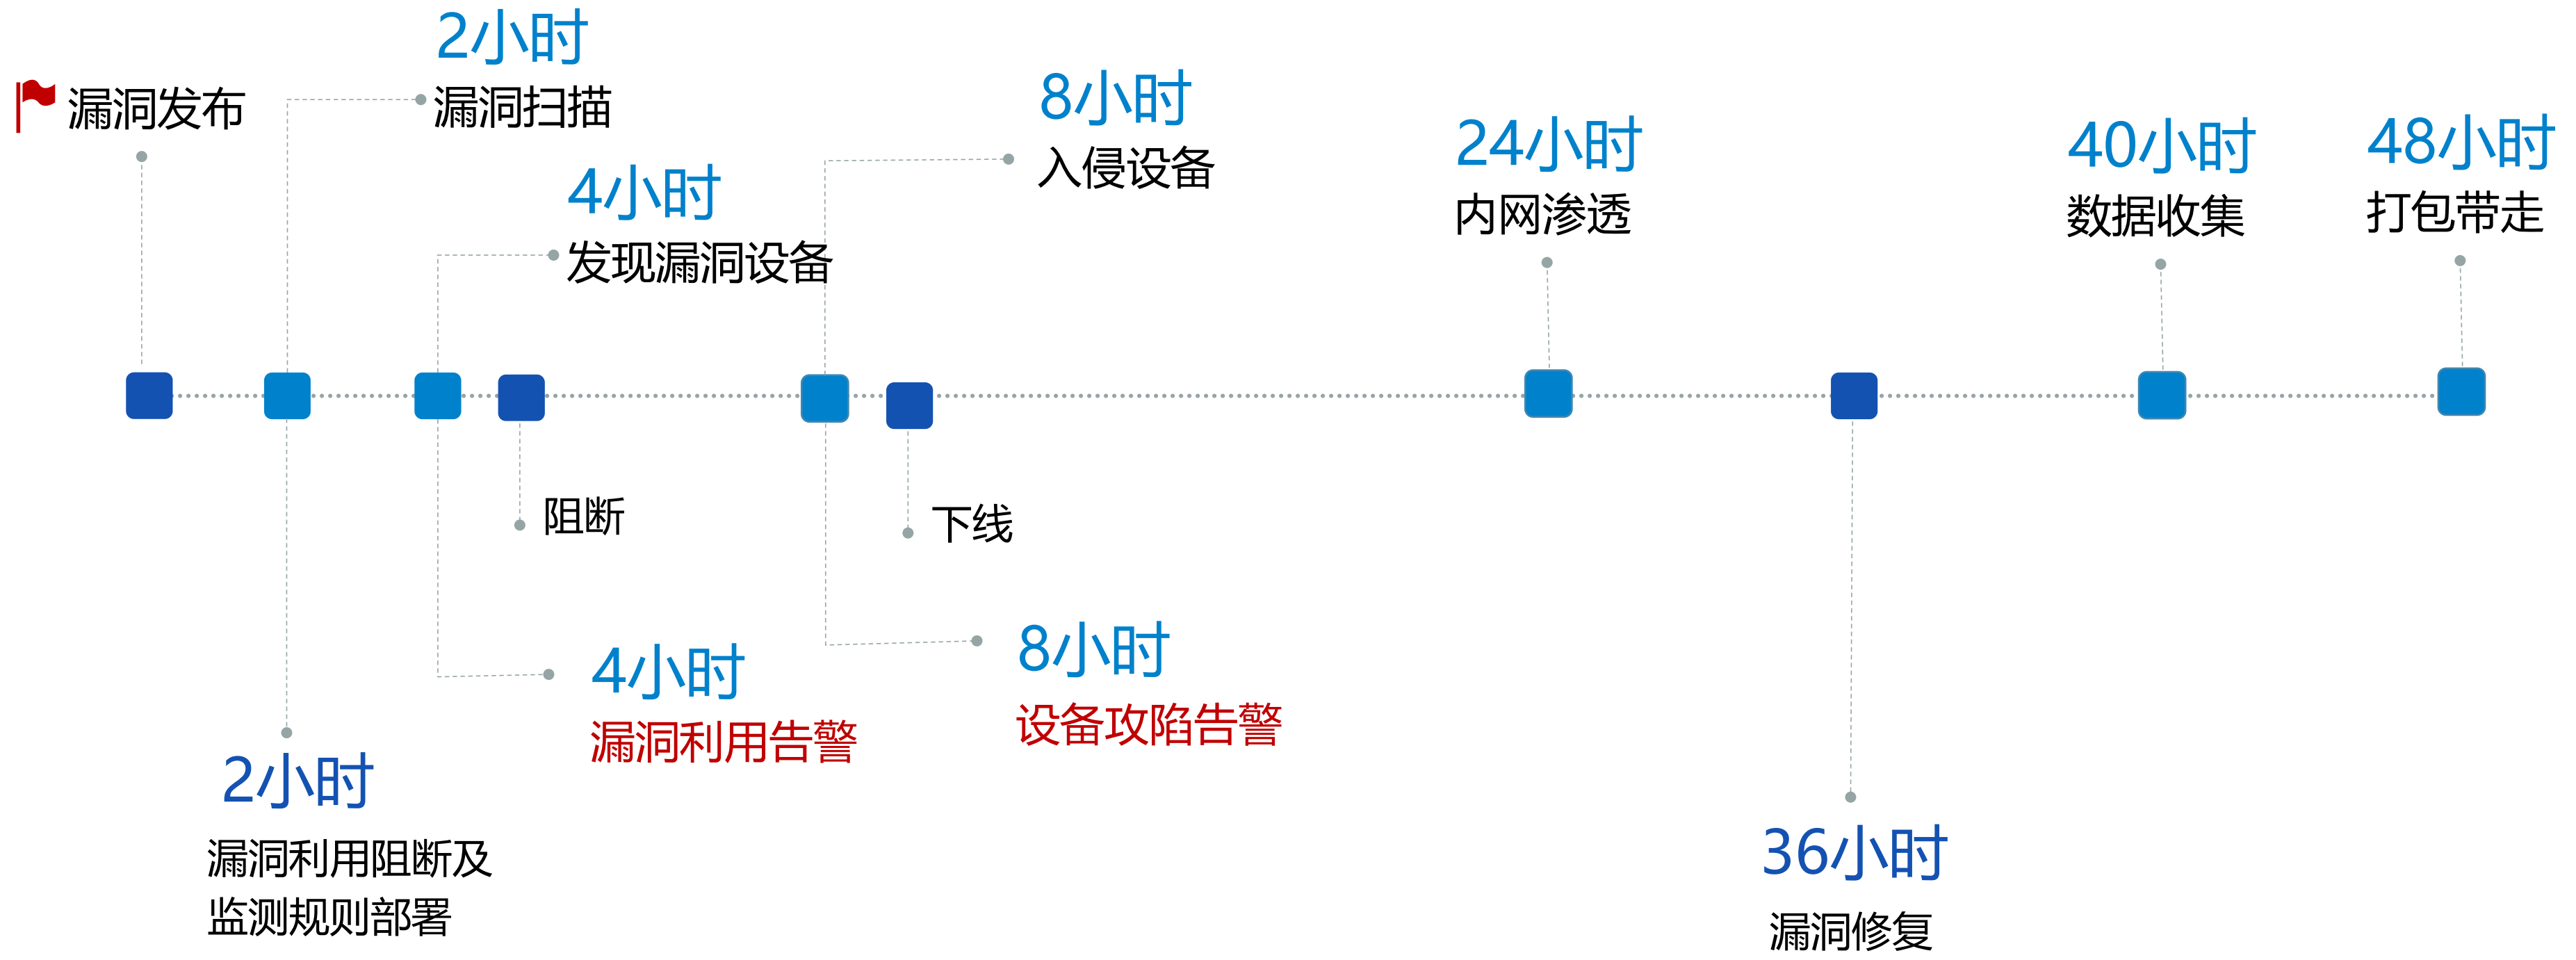 漏洞发布
2小时
漏洞扫描
4小时
发现漏洞设备
8小时
入侵设备
24小时
内网渗透
40小时
数据收集
48小时
打包带走
阻断
下线
4小时
漏洞利用告警
8小时
设备攻陷告警
2小时
漏洞利用阻断及
监测规则部署
36小时
漏洞修复